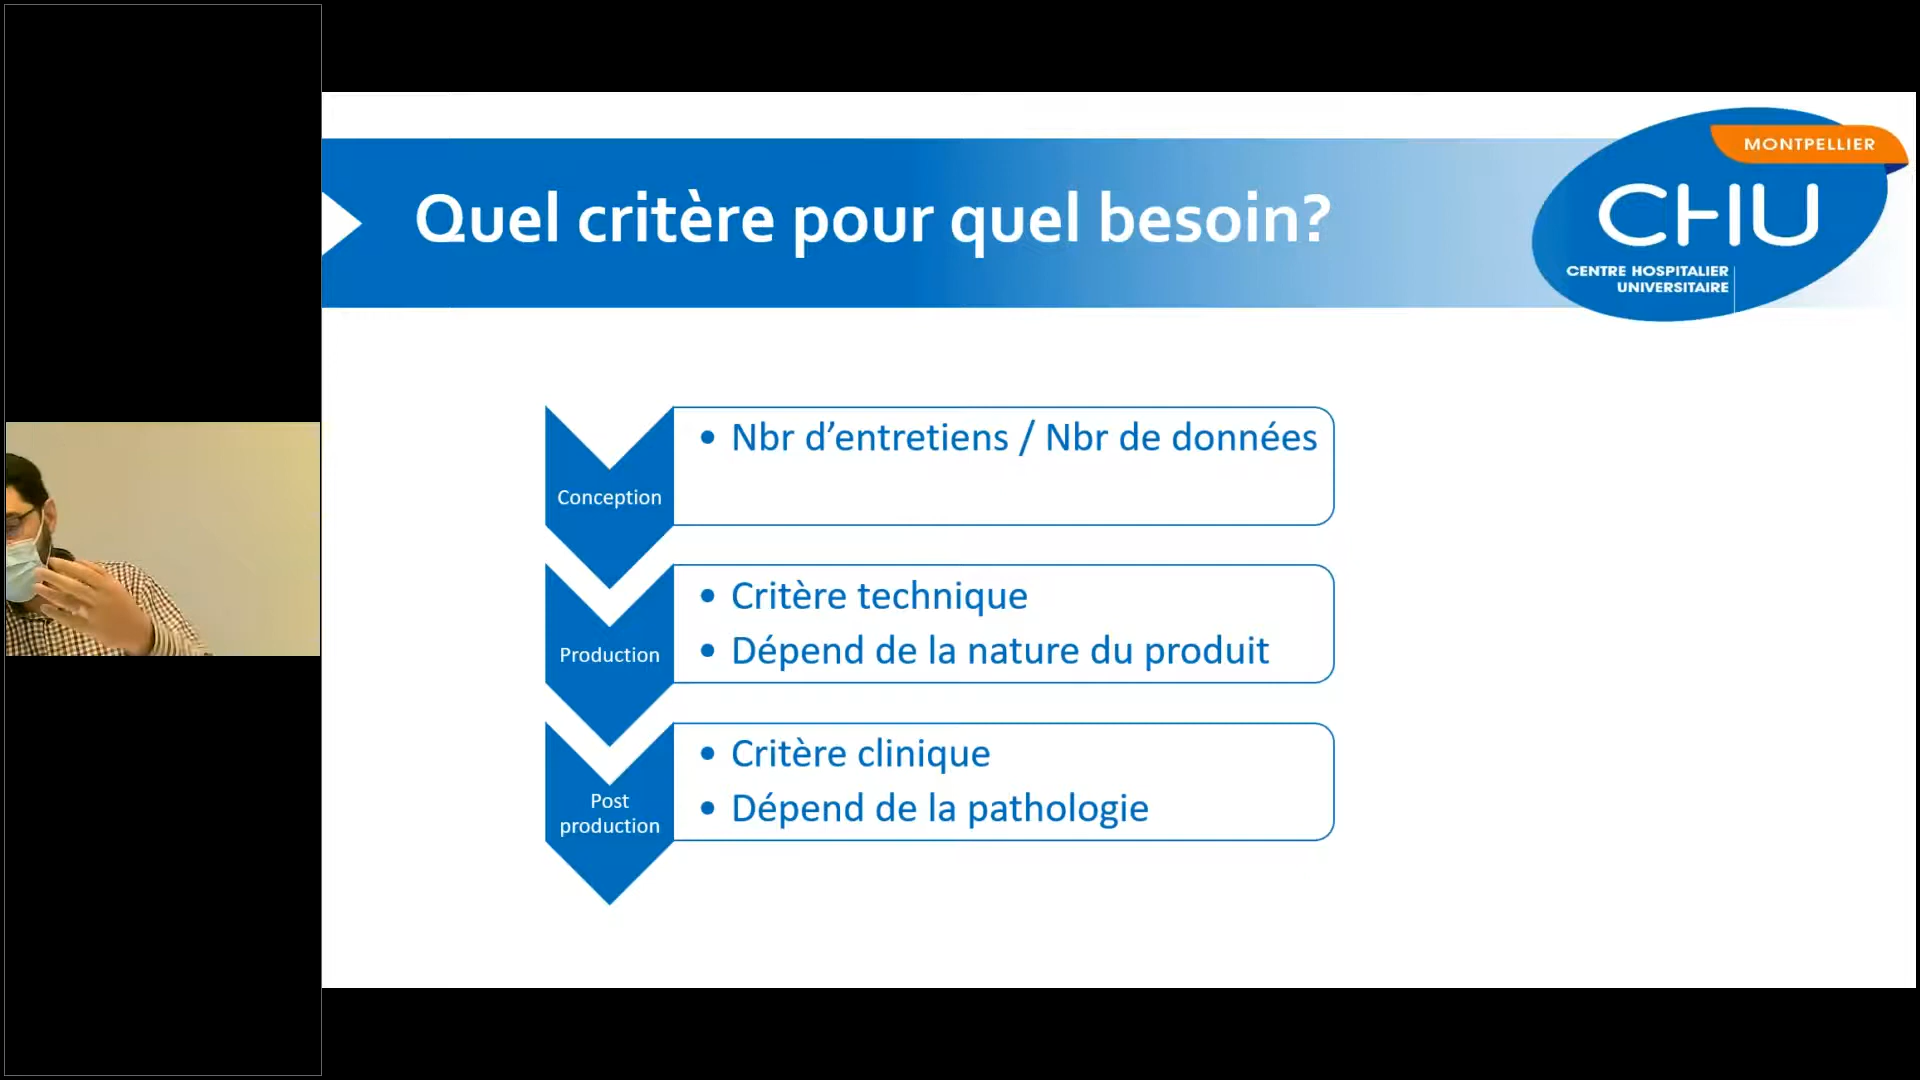 MONTPELLIER
Quel critère pour quel besoin?
CHU
CENTRE HOSPITALIER
UNIVERSITAIRE
Conception
• Nbr d’entretiens / Nbr de données
Production
• Critère technique
• Dépend de la nature du produit
Post
production
• Critère clinique
• Dépend de la pathologie